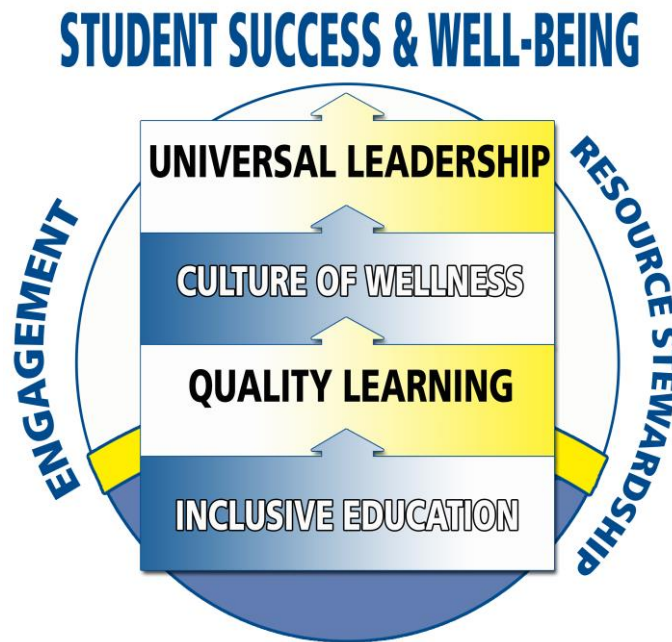 STUDENT SUCCESS & WELL-BEING
UNIVERSAL LEADERSHIP
CULTURE OF WELLNESS
QUALITY LEARNING
INCLUSIVE EDUCATION
ENGAGEMENT
RESOURCE STEWARDSHIP